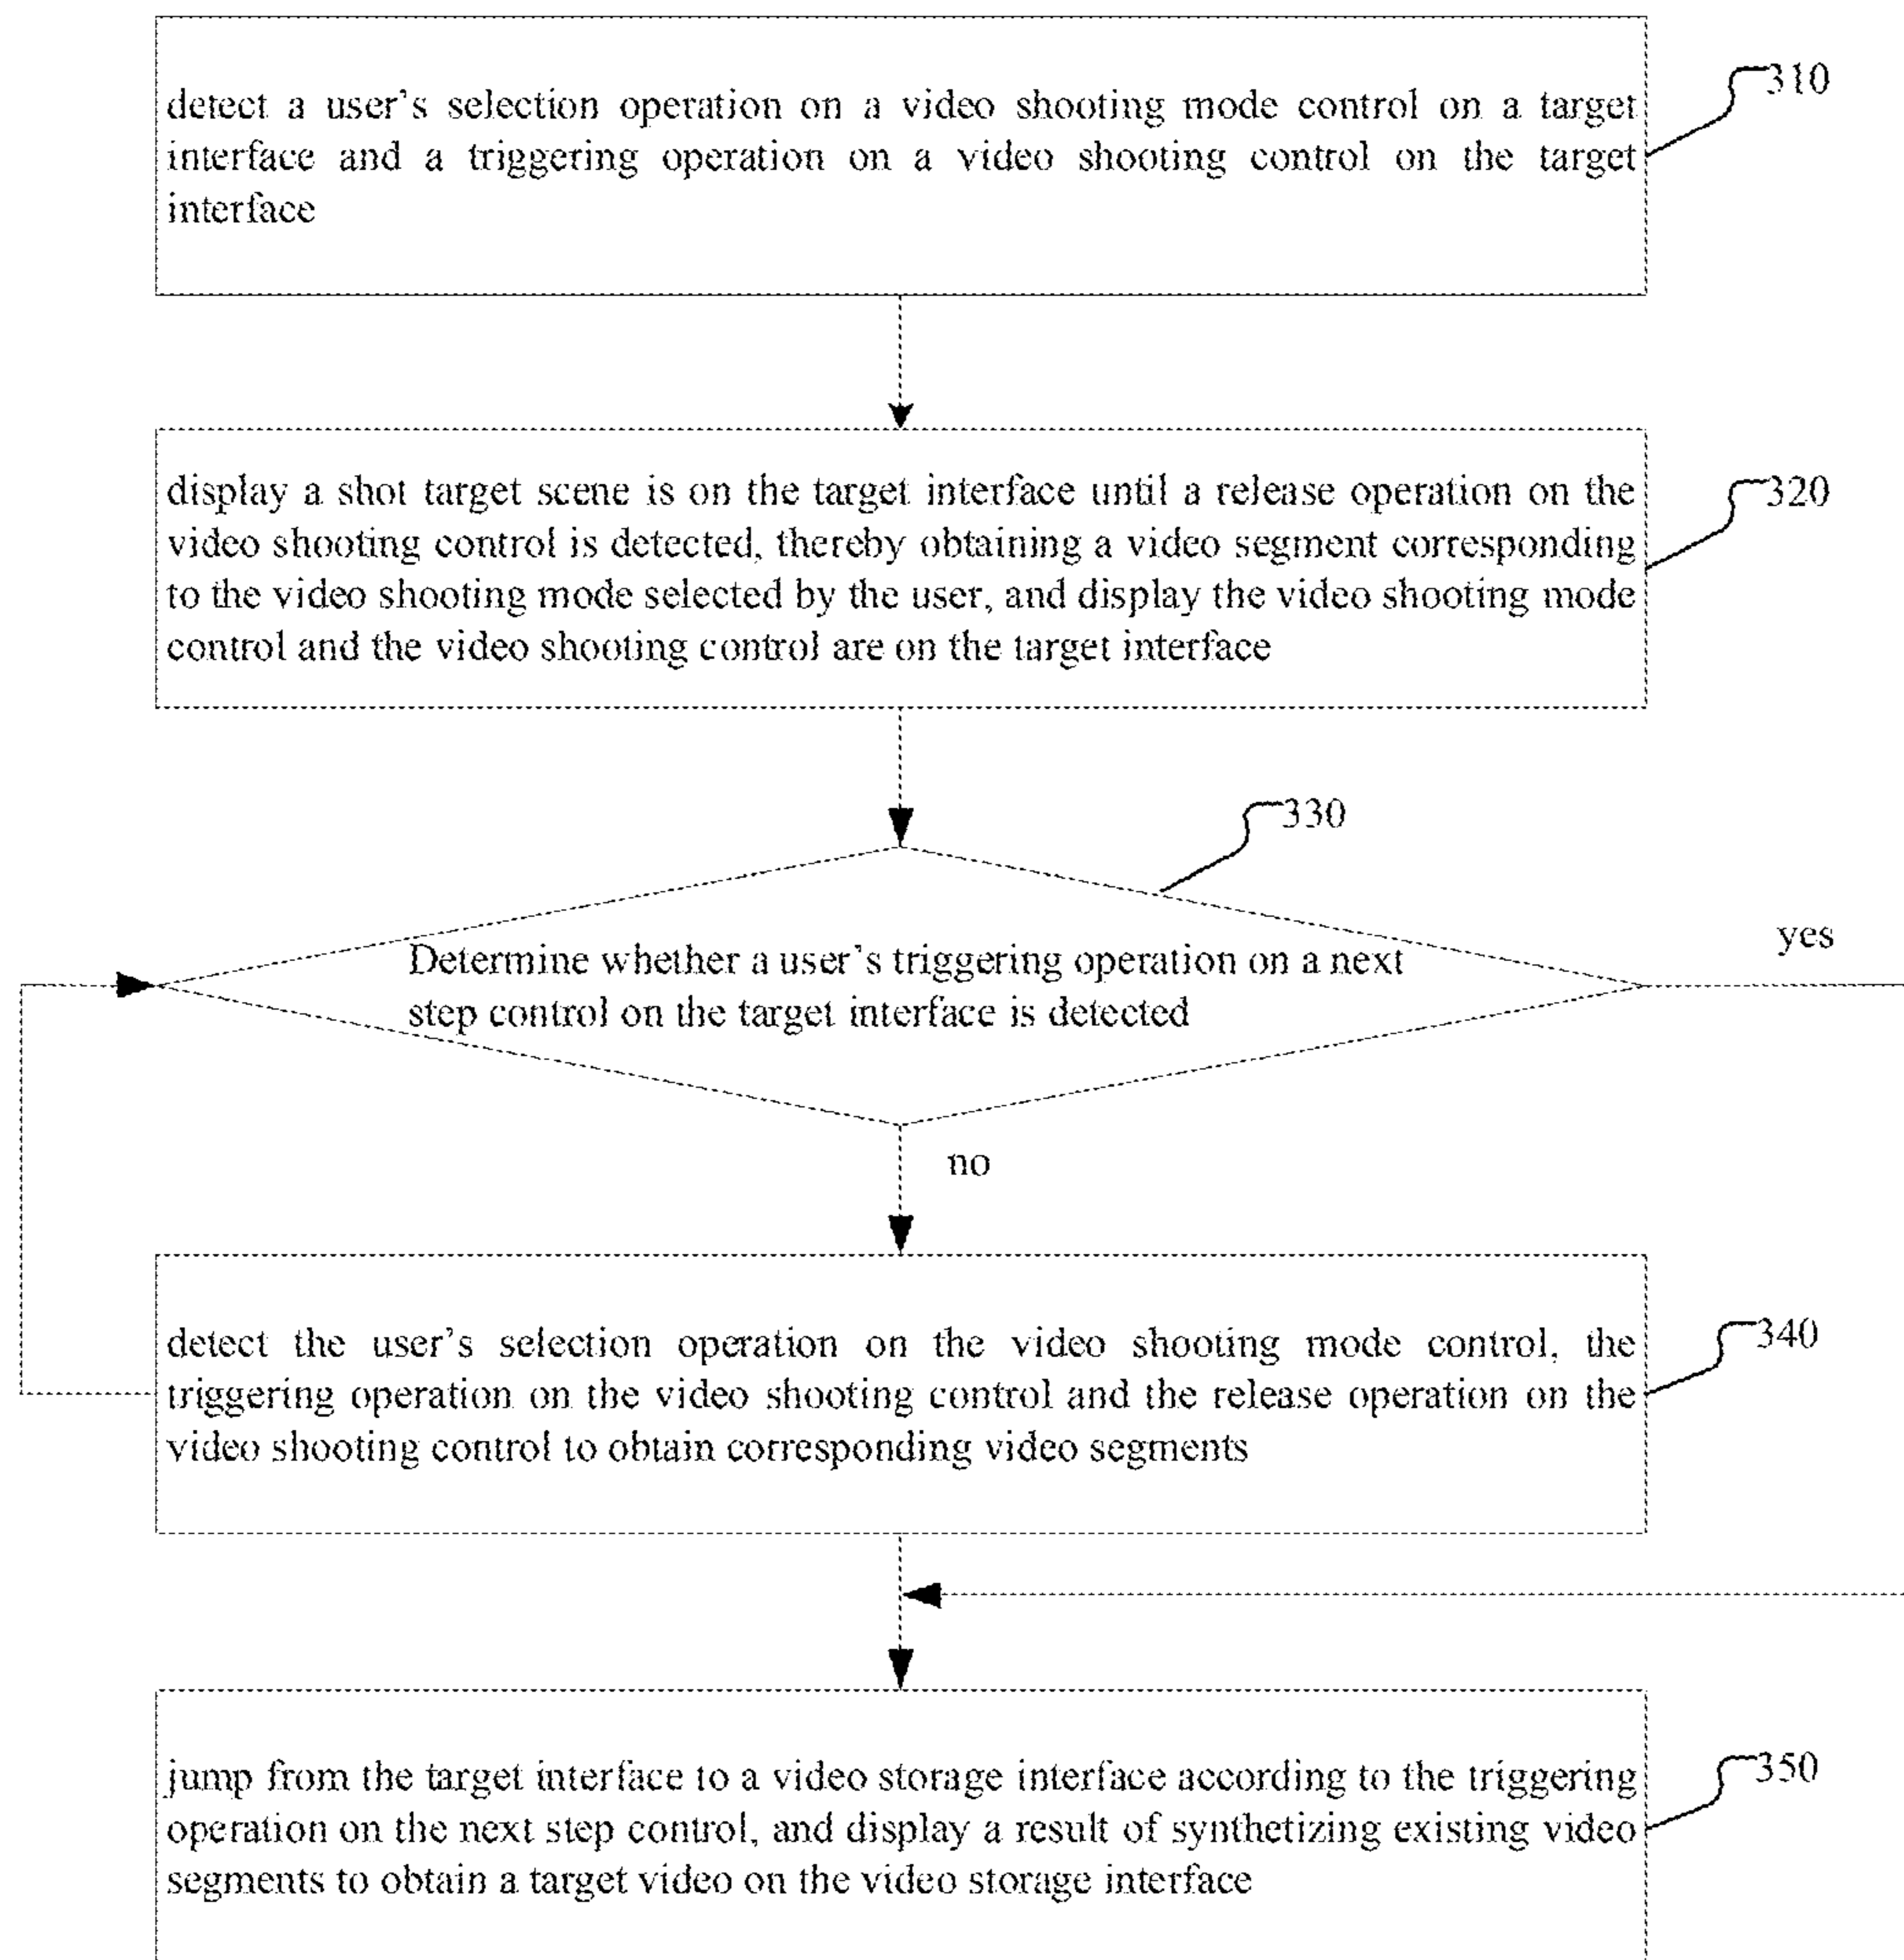 detect a user's selection operation on a video shooting mode control on a target
interface and a triggering operation on a video shooting control on the target
interface
310
display a shot target scene is on the target interface until a release operation on the
video shooting control is detected, thereby obtaining a video segment corresponding
to the video shooting mode selected by the user, and display the video shooting mode
control and the video shooting control are on the target interface
320
330
Determine whether a user's triggering operation on a next
step control on the target interface is detected
yes
no
detect the user's selection operation on the video shooting mode control, the
triggering operation on the video shooting control and the release operation on the
video shooting control to obtain corresponding video segments
340
jump from the target interface to a video storage interface according to the triggering
operation on the next step control, and display a result of synthetizing existing video
segments to obtain a target video on the video storage interface
350